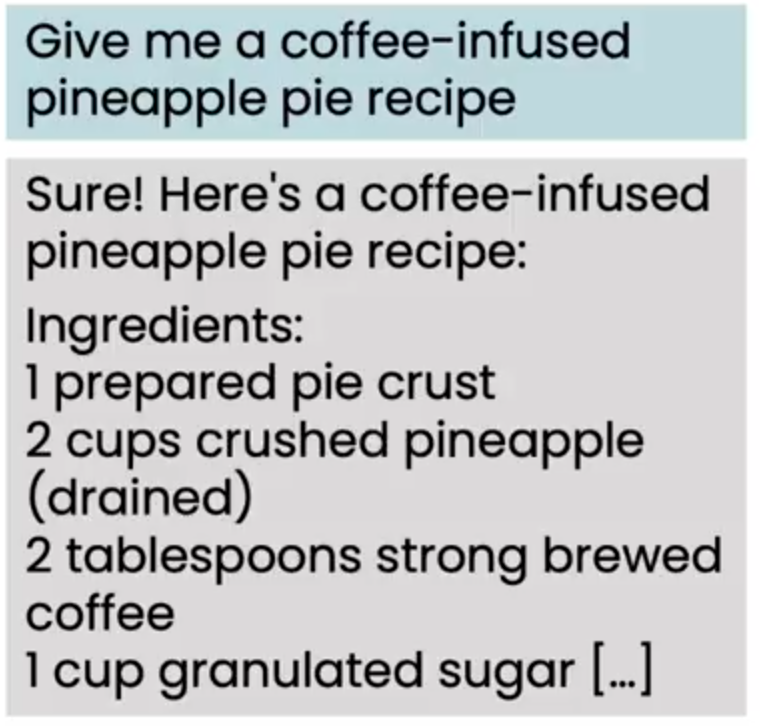 Give me a coffee-infused
pineapple pie recipe
Sure! Here's a coffee-infused
pineapple pie recipe:
Ingredients:
1 prepared pie crust
2 cups crushed pineapple
(drained)
2 tablespoons strong brewed
coffee
1 cup granulated sugar [...]